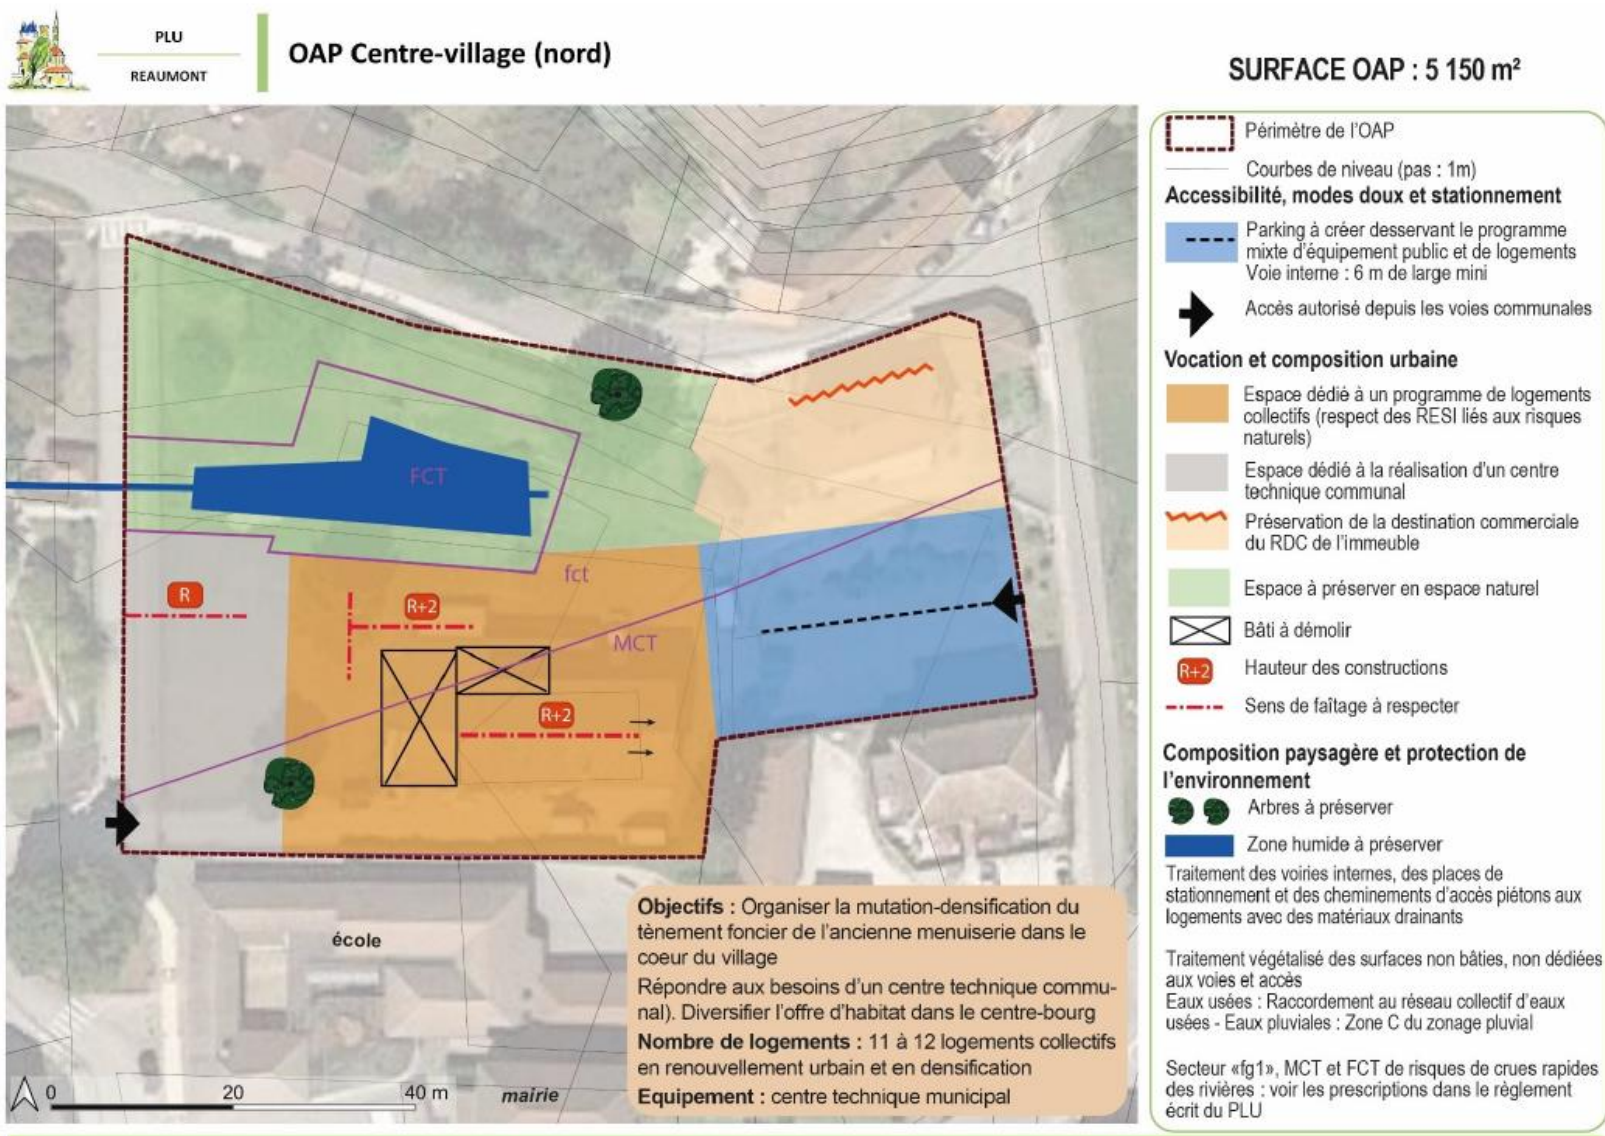 PLU
REAUMONT
OAP Centre-village (nord)
SURFACE OAP : 5 150 m²
Périmètre de l'OAP
Courbes de niveau (pas : 1m)
Accessibilité, modes doux et stationnement
Parking à créer desservant le programme
mixte d'équipement public et de logements
Voie interne : 6 m de large mini
Accès autorisé depuis les voies communales
Vocation et composition urbaine
Espace dédié à un programme de logements
collectifs (respect des RESI liés aux risques
naturels)
Espace dédié à la réalisation d'un centre
technique communal
Préservation de la destination commerciale
du RDC de l'immeuble
Espace à préserver en espace naturel
Bâti à démolir
R+2
Hauteur des constructions
Sens de faîtage à respecter
Composition paysagère et protection de
l'environnement
Arbres à préserver
Zone humide à préserver
Traitement des voiries internes, des places de
stationnement et des cheminements d'accès piétons aux
logements avec des matériaux drainants
Traitement végétalisé des surfaces non bâties, non dédiées
aux voies et accès
Eaux usées : Raccordement au réseau collectif d'eaux
usées - Eaux pluviales : Zone C du zonage pluvial
Secteur «fg1», MCT et FCT de risques de crues rapides
des rivières : voir les prescriptions dans le règlement
écrit du PLU
FCT
fct
R
R+2
MCT
R+2
école
Objectifs : Organiser la mutation-densification du
tènement foncier de l'ancienne menuiserie dans le
coeur du village
Répondre aux besoins d'un centre technique commu-
nal). Diversifier l'offre d'habitat dans le centre-bourg
Nombre de logements : 11 à 12 logements collectifs
en renouvellement urbain et en densification
Equipement : centre technique municipal
0 20 40 m
mairie